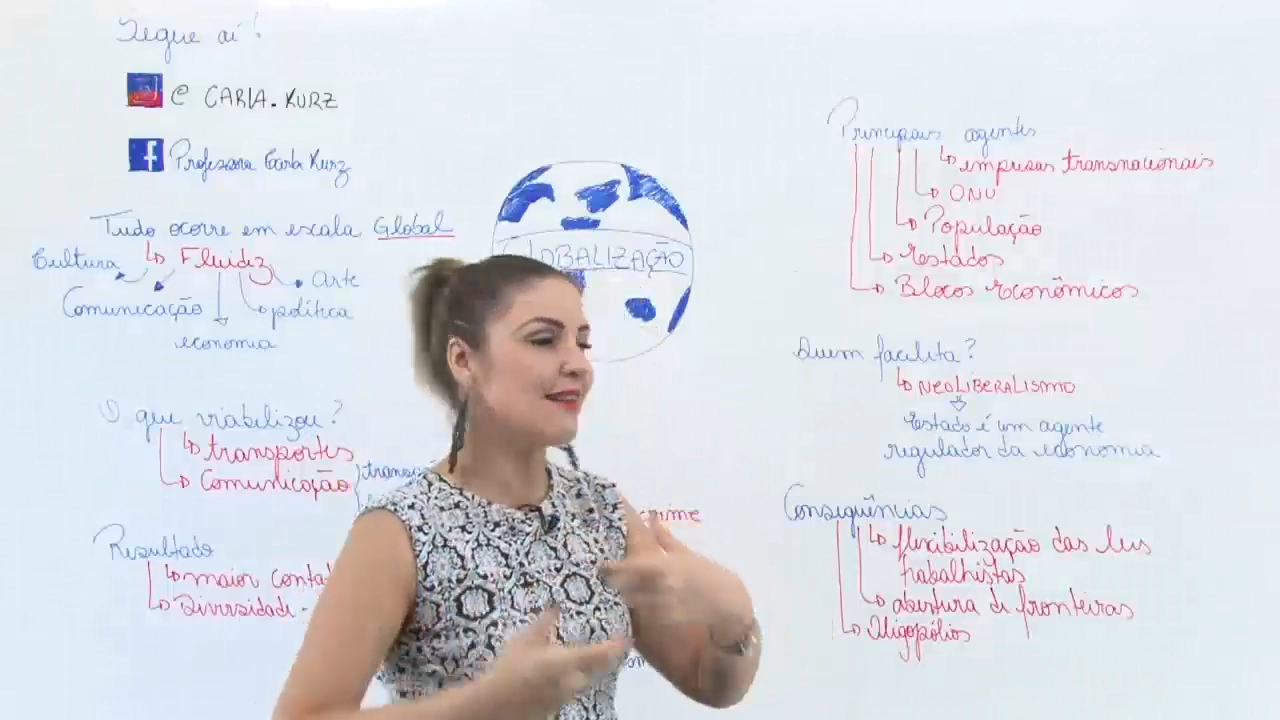 Segue aí!
@ CARLA.KURZ
f Professora Carla Kurz
Tudo ocorre em escala Global
Fluidez
Cultura
Comunicação
economia
política
Arte
O que viabilizou?
transportes
Comunicação
Resultado
maior
Diversidade
GLOBALIZAÇÃO
crime
Principais agentes
empresas transnacionais
ONU
População
Estados
Blocos Econômicos
Quem facilita?
NEOLIBERALISMO
Estado é um agente
regulador da economia
Consequências
flexibilização das leis
trabalhistas
abertura de fronteiras
Oligopólios